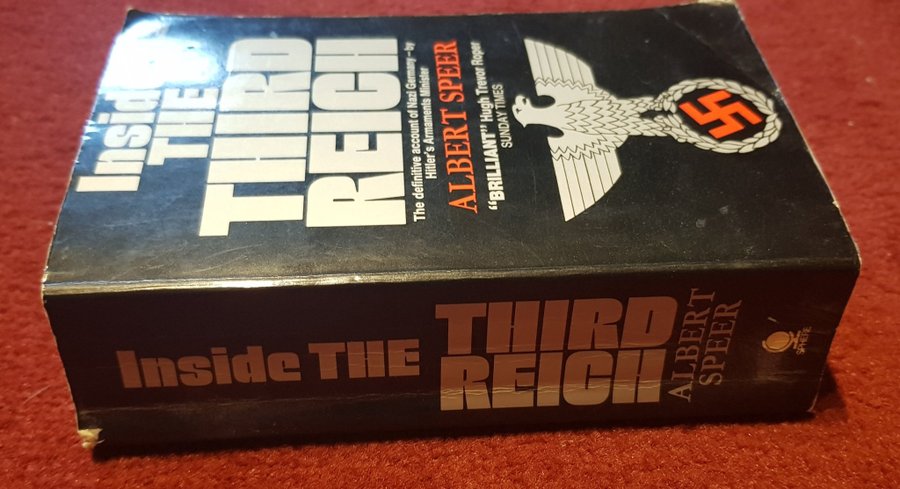 Inside
THE
THIRD
REICH
The definitive account of Nazi Germany – by
Hitler's Armaments Minister
ALBERT SPEER
"BRILLIANT" Hugh Trevor Roper
SUNDAY TIMES
Inside THE
THIRD
REICH
ALBERT
SPEER
SPHERE